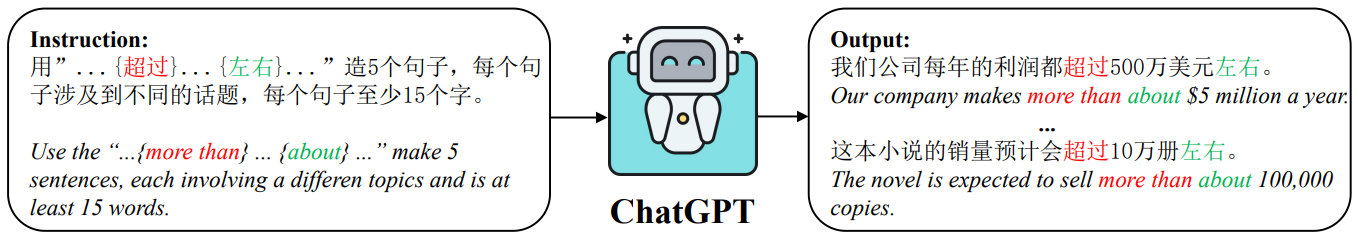 Instruction:
用”...{超过}...{左右}...”造5个句子，每个句
子涉及到不同的话题，每个句子至少15个字。
Use the “...{more than} ... {about} ...” make 5
sentences, each involving a differen topics and is at
least 15 words.
ChatGPT
Output:
我们公司每年的利润都超过500万美元左右。
Our company makes more than about $5 million a year.
...
这本小说的销量预计会超过10万册左右。
The novel is expected to sell more than about 100,000
copies.